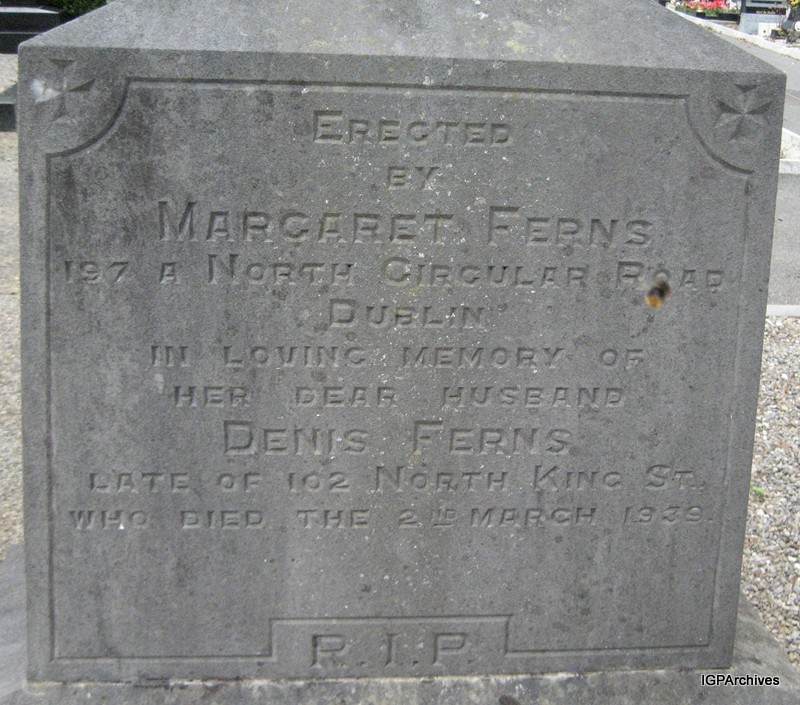 ERECTED
BY
MARGARET FERNS
197 A NORTH CIRCULAR ROAD
DUBLIN
IN LOVING MEMORY OF
HER DEAR HUSBAND
DENIS FERNS
LATE OF 102 NORTH KING ST.
WHO DIED THE 2ND MARCH 1939.
R.I.P.
IGPArchives